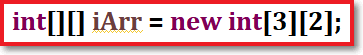 int[][] iArr = new int[3][2];